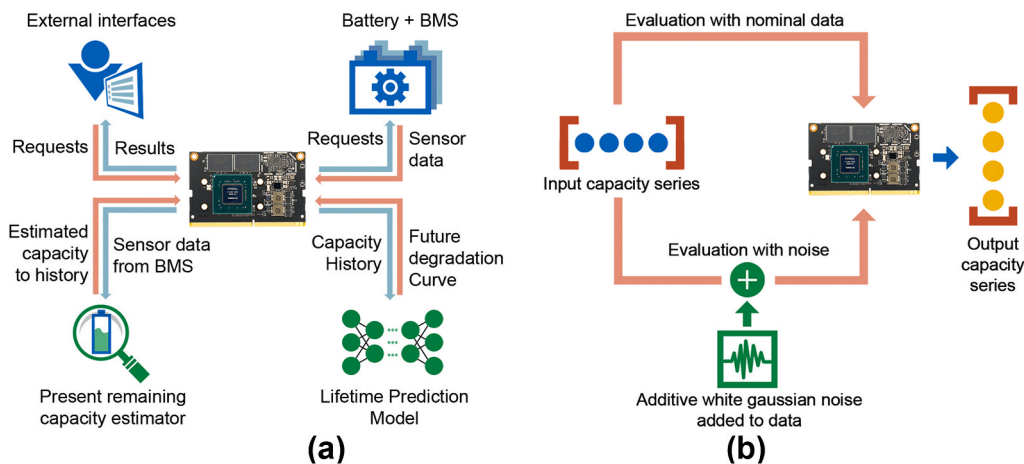 External interfaces
Battery + BMS
Requests
Results
Requests
Sensor
data
Estimated
capacity
to history
Sensor data
from BMS
Capacity
History
Future
degradation
Curve
Present remaining
capacity estimator
Lifetime Prediction
Model
(a)
Evaluation with nominal data
Input capacity series
Evaluation with noise
Additive white gaussian noise
added to data
Output
capacity
series
(b)